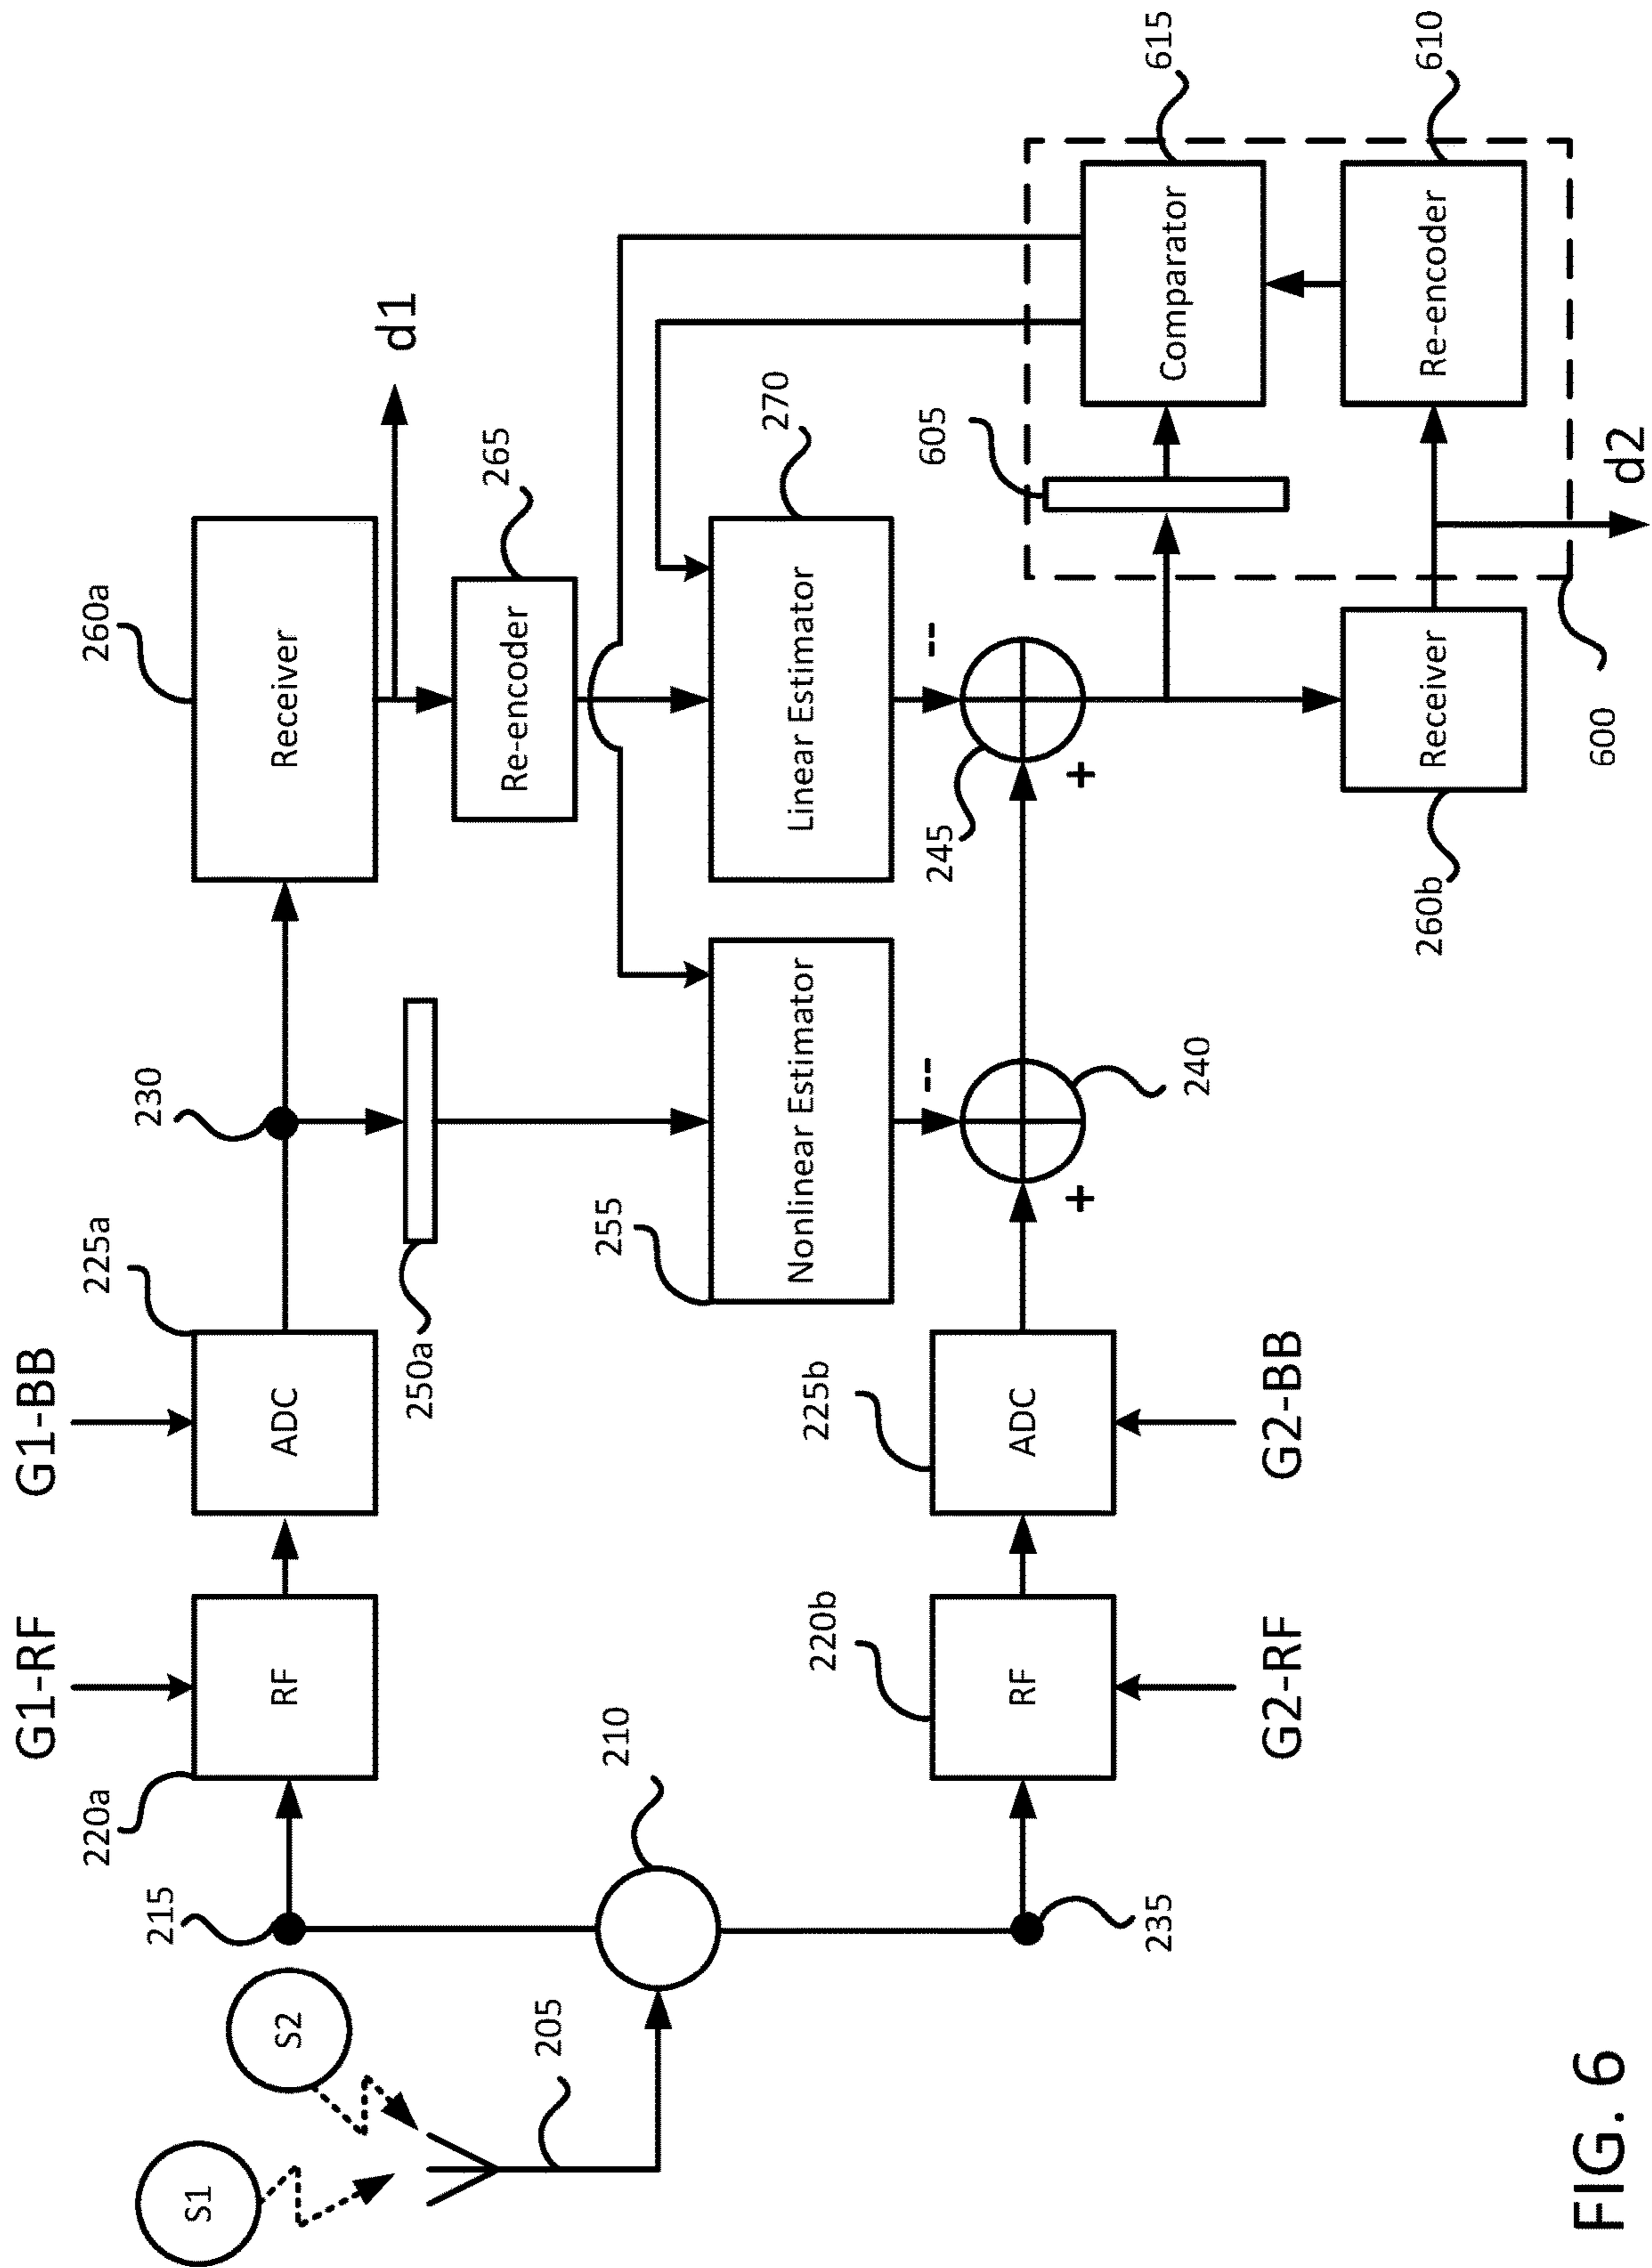 G1-RF
G1-BB
220a
RF
225a
ADC
230
260a
Receiver
d1
215
S2
S1
205
210
250a
265
Re-encoder
255
Nonlinear Estimator
270
Linear Estimator
--
--
605
615
Comparator
610
Re-encoder
220b
RF
225b
ADC
+
240
245
+
235
G2-RF
G2-BB
260b
Receiver
600
d2
FIG. 6